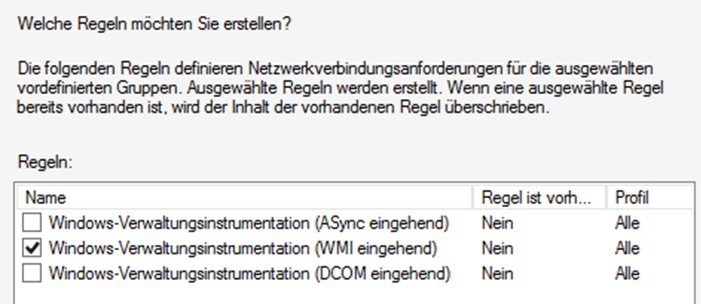 Welche Regeln möchten Sie erstellen?
Die folgenden Regeln definieren Netzwerkverbindungsanforderungen für die ausgewählten
vordefinierten Gruppen. Ausgewählte Regeln werden erstellt. Wenn eine ausgewählte Regel
bereits vorhanden ist, wird der Inhalt der vorhandenen Regel überschrieben.
Regeln:
Name Regel ist vorh... Profil
Windows-Verwaltungsinstrumentation (ASync eingehend) Nein Alle
Windows-Verwaltungsinstrumentation (WMI eingehend) Nein Alle
Windows-Verwaltungsinstrumentation (DCOM eingehend) Nein Alle